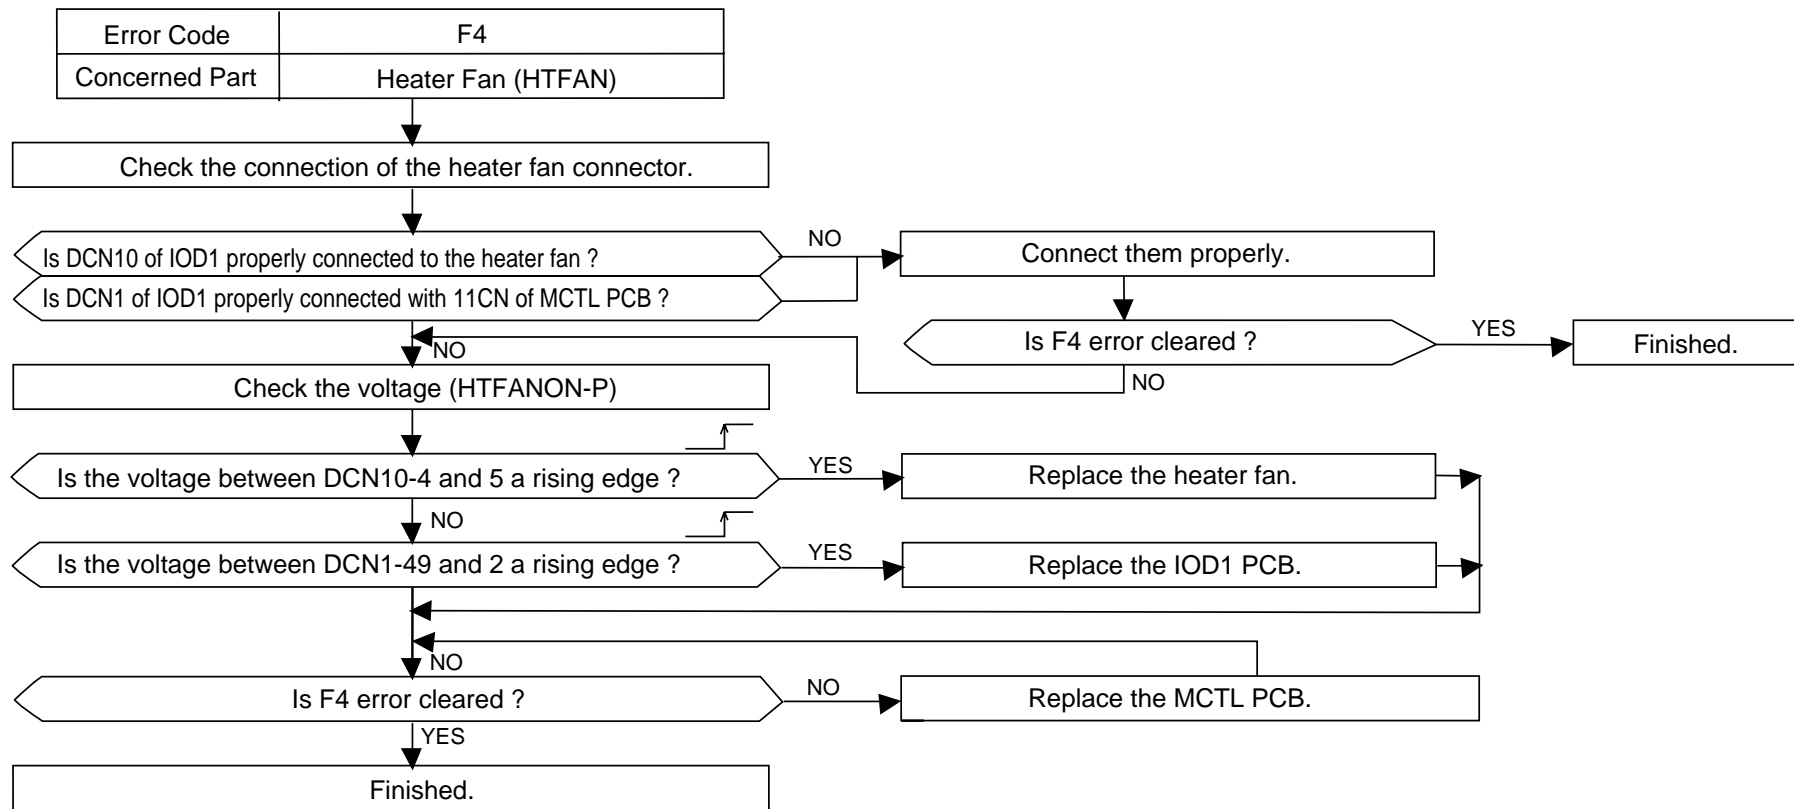 Error Code F4
Concerned Part Heater Fan (HTFAN)
Check the connection of the heater fan connector.
Is DCN10 of IOD1 properly connected to the heater fan ?
NO
Connect them properly.
Is DCN1 of IOD1 properly connected with 11CN of MCTL PCB ?
Is F4 error cleared ?
YES
Finished.
NO
NO
Check the voltage (HTFANON-P)
Is the voltage between DCN10-4 and 5 a rising edge ?
YES
Replace the heater fan.
NO
Is the voltage between DCN1-49 and 2 a rising edge ?
YES
Replace the IOD1 PCB.
NO
Is F4 error cleared ?
NO
Replace the MCTL PCB.
YES
Finished.